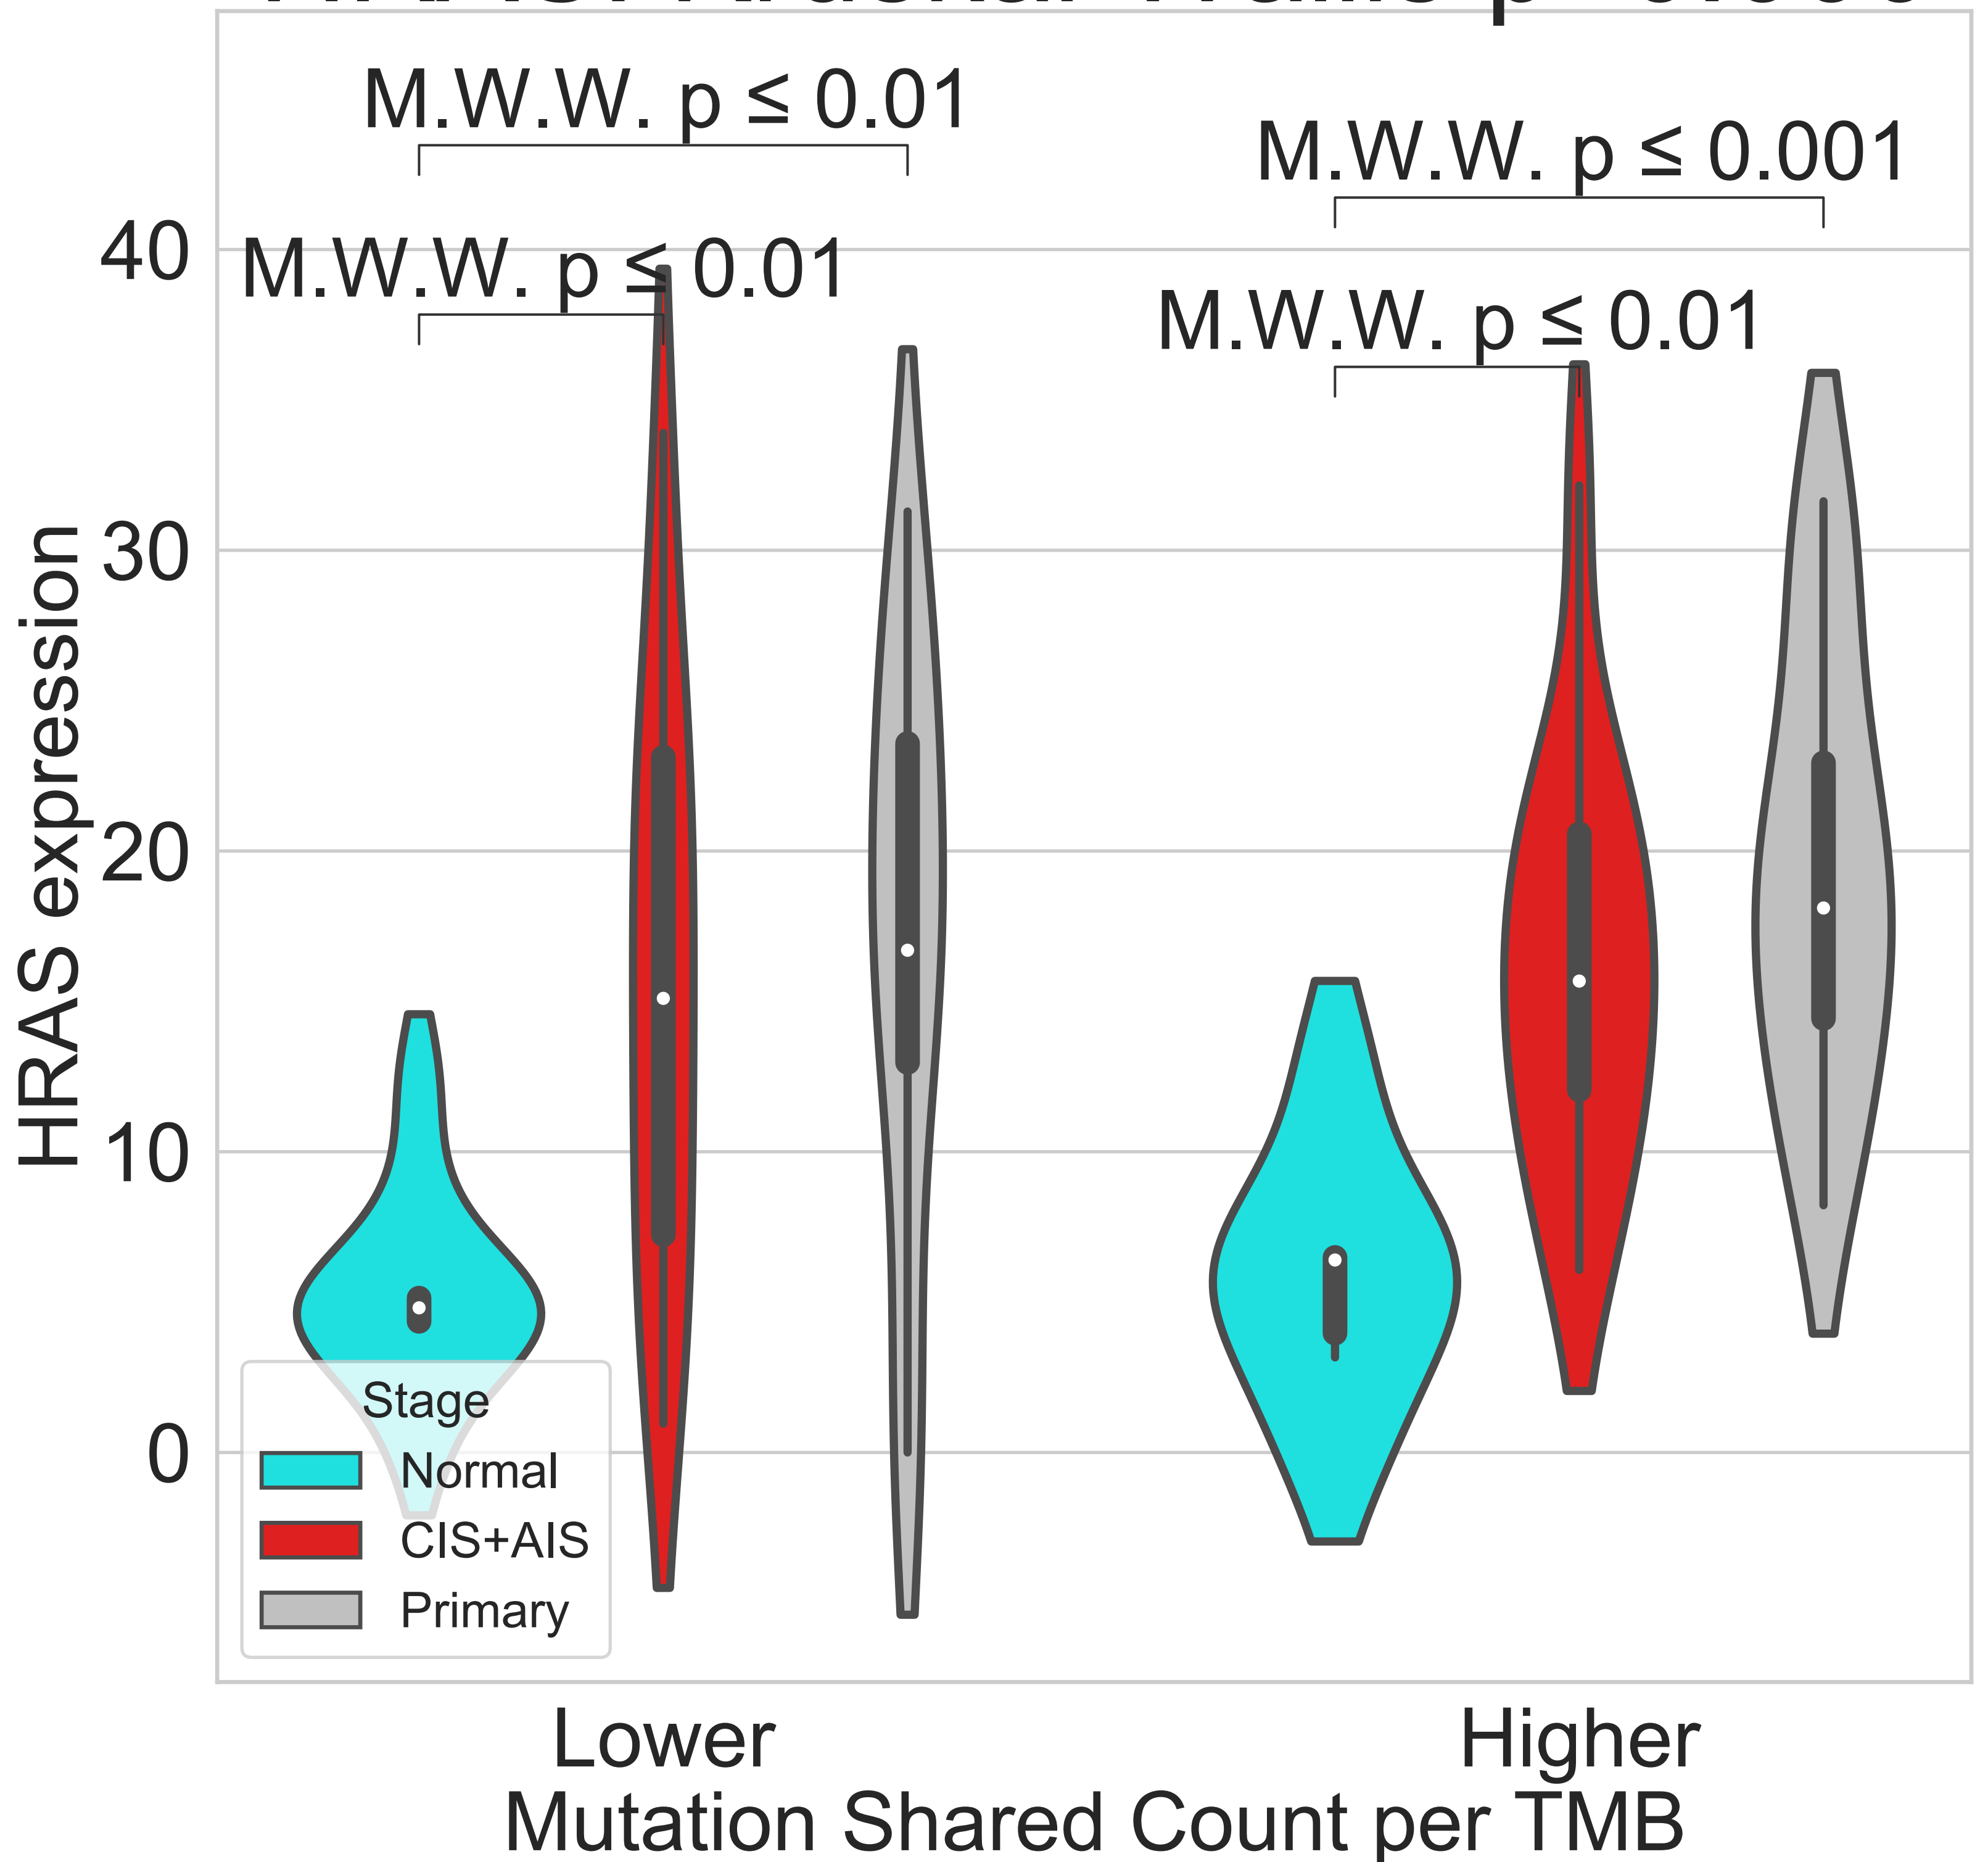 M.W.W. p ≤ 0.01
M.W.W. p ≤ 0.001
M.W.W. p ≤ 0.01
M.W.W. p ≤ 0.01
40
30
20
10
0
HRAS expression
Stage
Normal
CIS+AIS
Primary
Lower
Higher
Mutation Shared Count per TMB